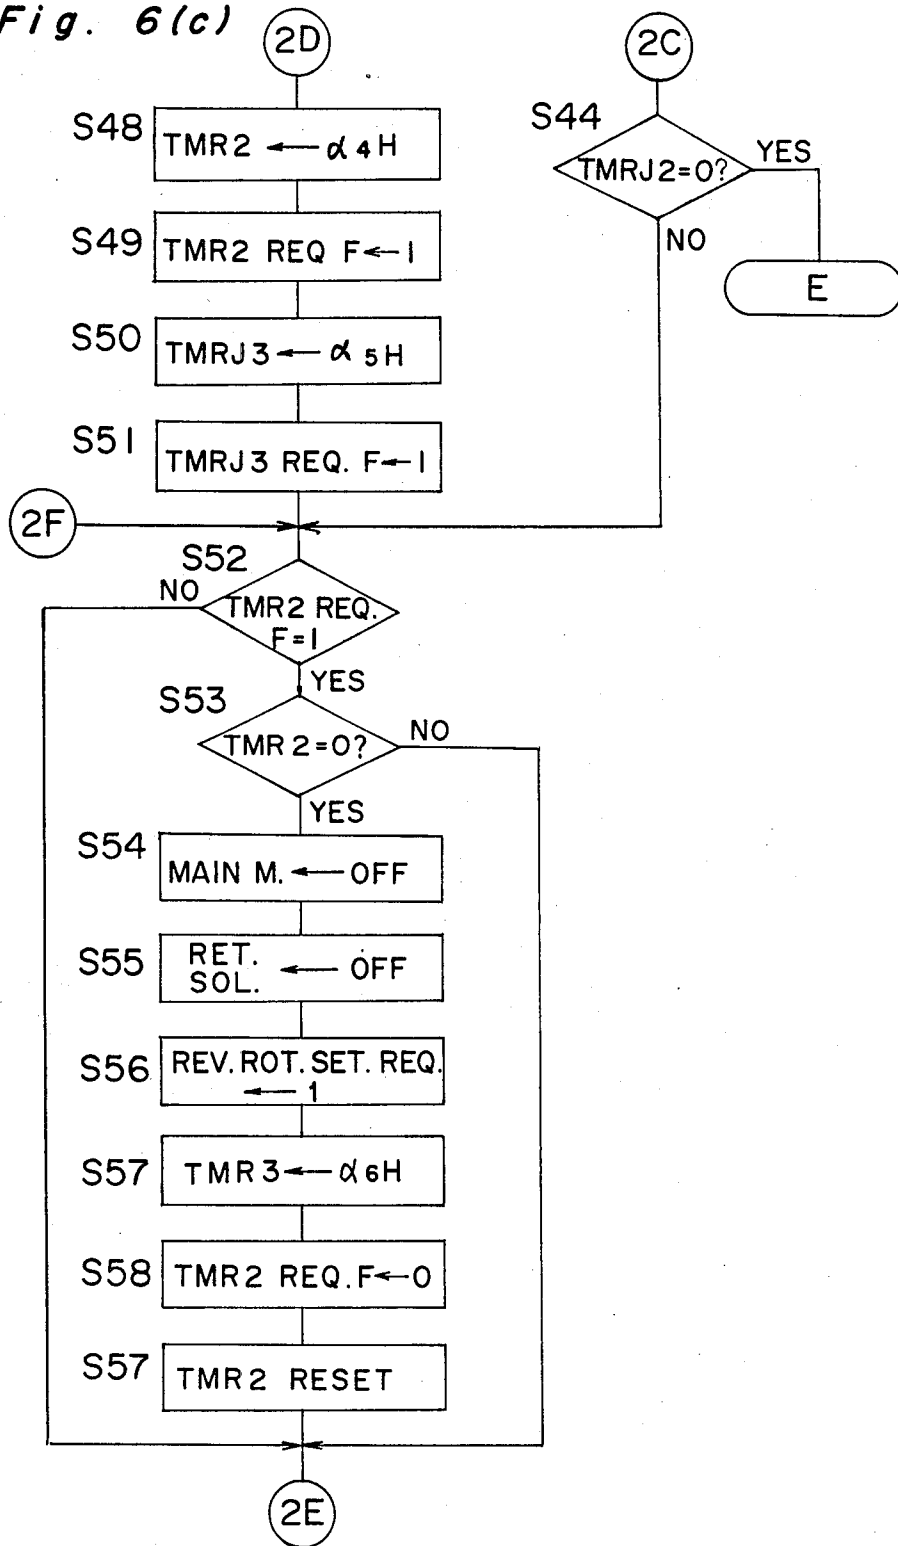 Fig. 6(c)
2D
2C
S48
TMR2 ← α4H
S44
TMRJ2=0?
YES
NO
E
S49
TMR2 REQ F←1
S50
TMRJ3 ← α5H
S51
TMRJ3 REQ. F←1
2F
S52
NO
TMR2 REQ.
F=1
YES
S53
TMR2=0?
NO
YES
S54
MAIN M. ← OFF
S55
RET.
SOL. ← OFF
S56
REV.ROT.SET.REQ.
← 1
S57
TMR3 ← α6H
S58
TMR2 REQ.F←0
S57
TMR2 RESET
2E